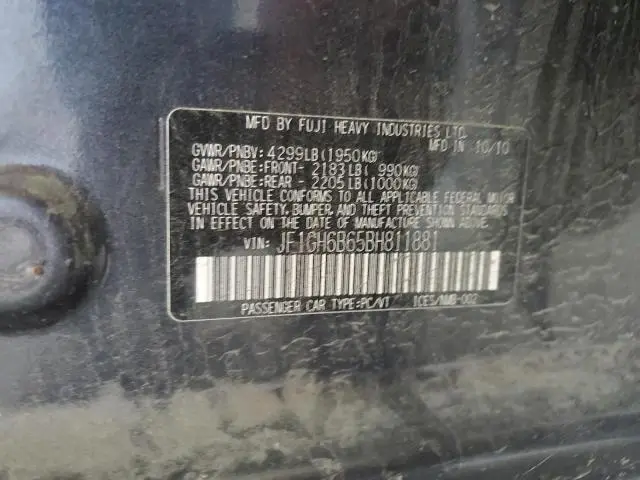 MFD BY FUJI HEAVY INDUSTRIES LTD.
MFD IN 10/10
GVWR/PNBV: 4299LB(1950KG)
GAWR/PNBE:FRONT- 2183LB( 990KG)
GAWR/PNBE:REAR - 2205LB(1000KG)
THIS VEHICLE CONFORMS TO ALL APPLICABLE FEDERAL MOTOR
VEHICLE SAFETY, BUMPER, AND THEFT PREVENTION STANDARDS
IN EFFECT ON THE DATE OF MANUFACTURE SHOWN ABOVE.
VIN: JF1GH6B65BH811881
PASSENGER CAR TYPE:PC/VT ICES/NMB-002